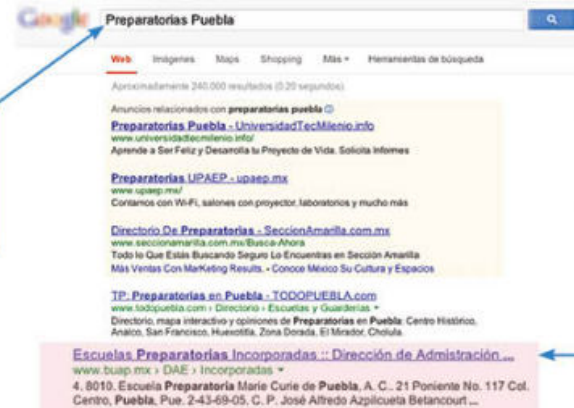 Google
Preparatorias Puebla
Web Imágenes Maps Shopping Más Herramientas de búsqueda
Aproximadamente 240,000 resultados (0.20 segundos)
Anuncios relacionados con preparatorias puebla
Preparatorias Puebla - UniversidadTecMilenio.info
www.universidadtecmilenio.info/
Aprende a Ser Feliz y Desarrolla tu Proyecto de Vida. Solicita Informes
Preparatorias UPAEP - upaep.mx
www.upaep.mx/
Contamos con Wi-Fi, salones con proyector, laboratorios y mucho más
Directorio De Preparatorias - SeccionAmarilla.com.mx
www.seccionamarilla.com.mx/Busca-Ahora
Todo lo Que Estás Buscando Seguro Lo Encuentras en Sección Amarilla
Más Ventas Con MarKeting Results. - Conoce México Su Cultura y Espacios
TP: Preparatorias en Puebla - TODOPUEBLA.com
www.todopuebla.com › Directorio › Escuelas y Guarderías
Directorio, mapa interactivo y opiniones de Preparatorias en Puebla: Centro Histórico,
Analco, San Francisco, Huexotitla, Zona Dorada, El Mirador, Cholula.
Escuelas Preparatorias Incorporadas :: Dirección de Admistración ...
www.buap.mx › DAE › Incorporadas
4. 8010. Escuela Preparatoria Marie Curie de Puebla, A. C.. 21 Poniente No. 117 Col.
Centro, Puebla, Pue. 2-43-69-05. C. P. José Alfredo Azpilcueta Betancourt ...